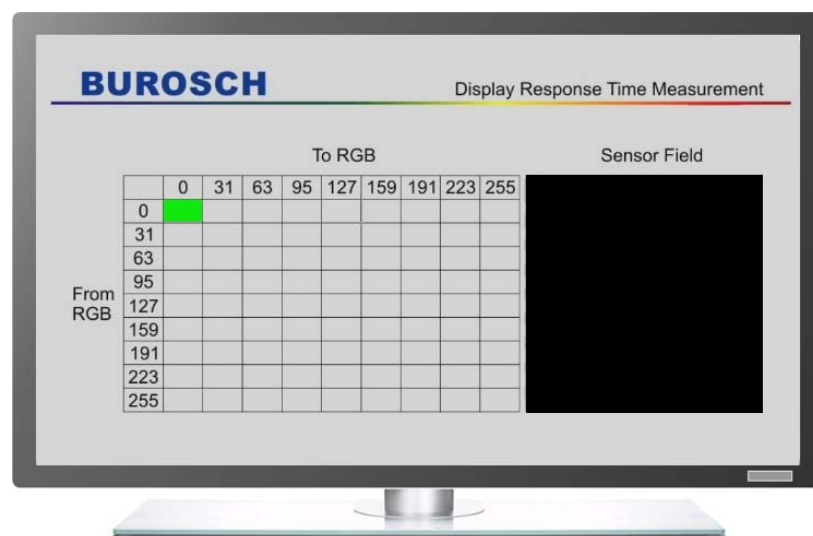 BUROSCH
Display Response Time Measurement
To RGB
Sensor Field
0 31 63 95 127 159 191 223 255
0
31
63
95
From
RGB
127
159
191
223
255